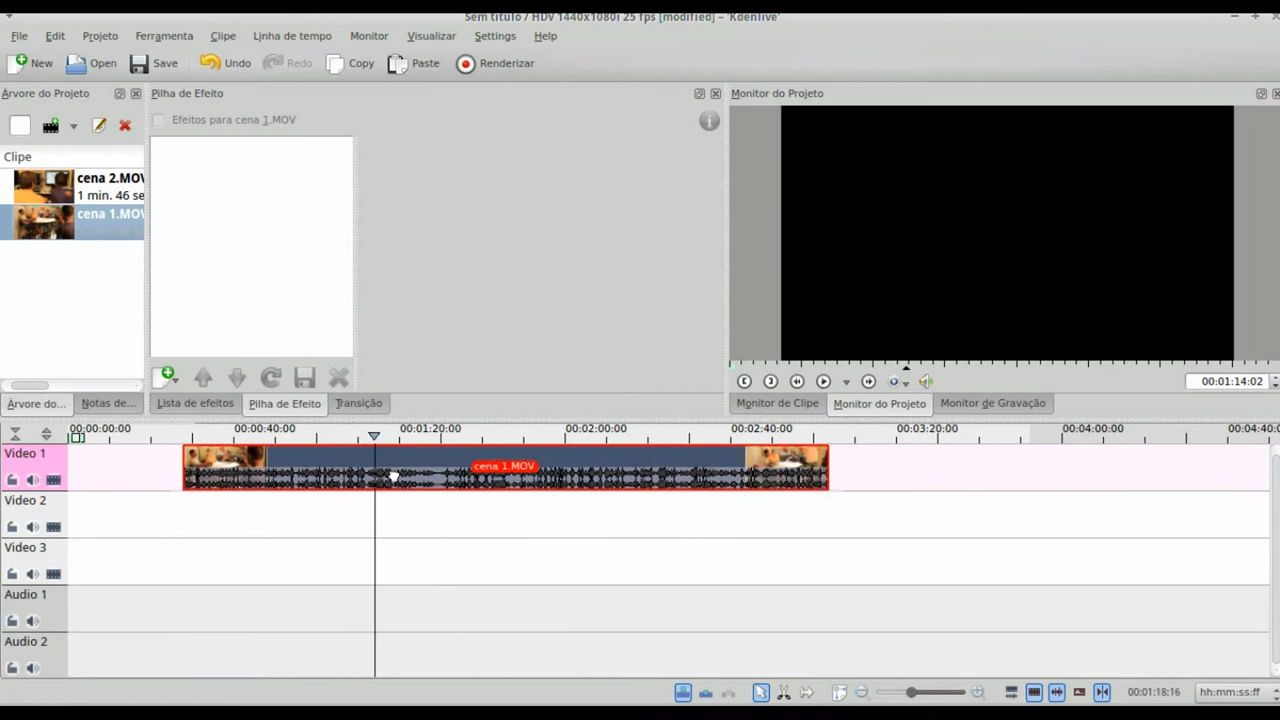 Sem titulo / HDV 1440x1080i 25 fps [modified] – 'Kdenlive'
File Edit Projeto Ferramenta Clipe Linha de tempo Monitor Visualizar Settings Help
New Open Save Undo Redo Copy Paste Renderizar
Árvore do Projeto
Pilha de Efeito
Monitor do Projeto
Efeitos para cena 1.MOV
Clipe
cena 2.MOV
1 min. 46 se
cena 1.MOV
00:01:14:02
Árvore do... Notas de... Lista de efeitos Pilha de Efeito Transição Monitor de Clipe Monitor do Projeto Monitor de Gravação
00:00:00:00 00:00:40:00 00:01:20:00 00:02:00:00 00:02:40:00 00:03:20:00 00:04:00:00 00:04:40:0
Video 1
cena 1.MOV
Video 2
Video 3
Audio 1
Audio 2
00:01:18:16 hh:mm:ss:ff